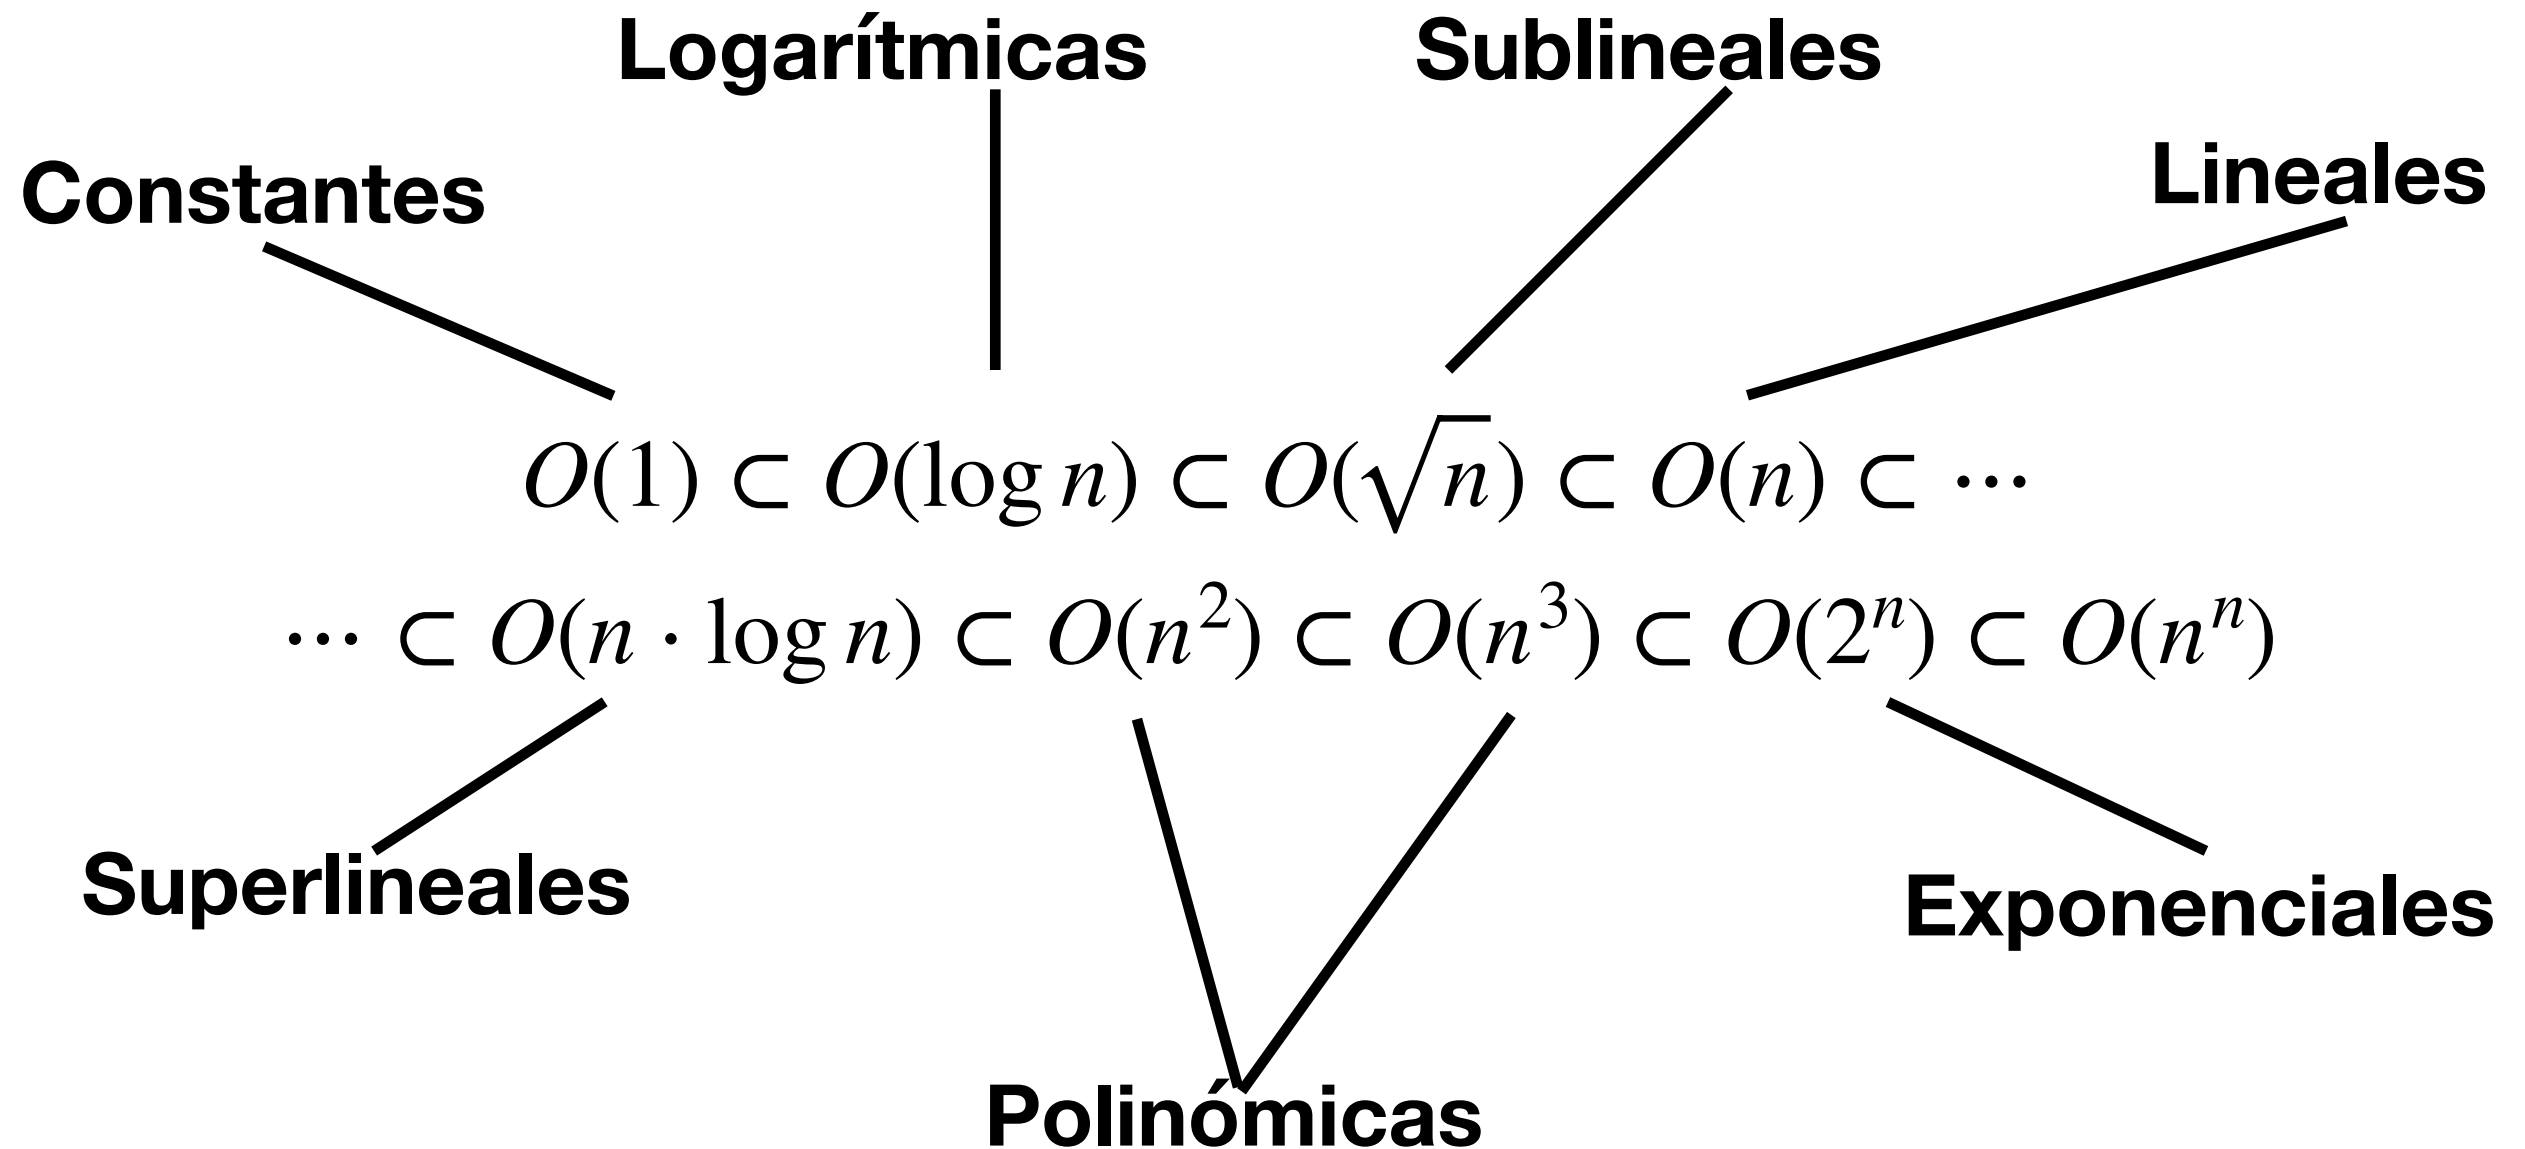 Logarítmicas Sublineales
Constantes Lineales
O(1) ⊂ O(log n) ⊂ O(√n) ⊂ O(n) ⊂ ⋯
⋯ ⊂ O(n · log n) ⊂ O(n²) ⊂ O(n³) ⊂ O(2ⁿ) ⊂ O(nⁿ)
Superlineales Exponenciales
Polinómicas